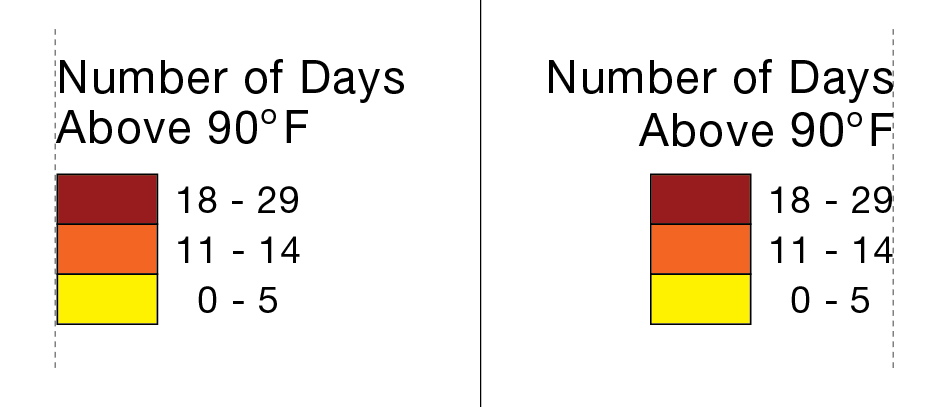 Number of Days
Above 90°F
18 - 29
11 - 14
0 - 5
Number of Days
Above 90°F
18 - 29
11 - 14
0 - 5